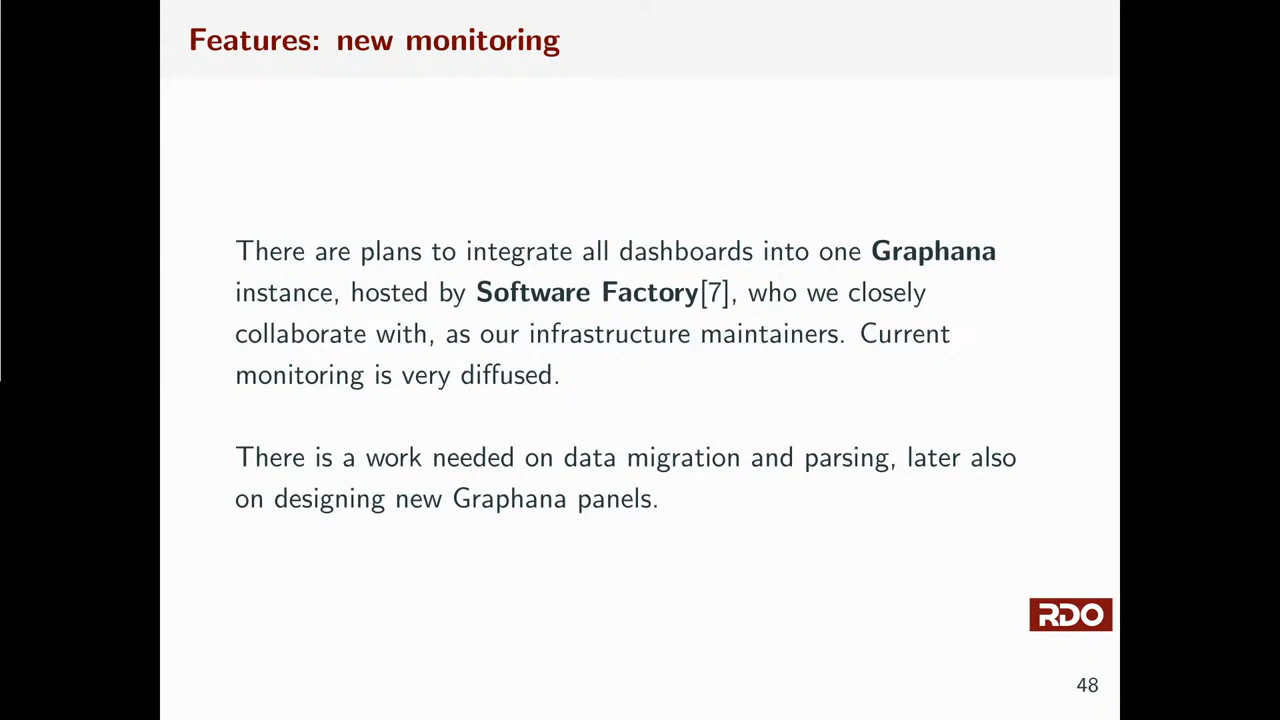 Features: new monitoring
There are plans to integrate all dashboards into one Graphana
instance, hosted by Software Factory[7], who we closely
collaborate with, as our infrastructure maintainers. Current
monitoring is very diffused.
There is a work needed on data migration and parsing, later also
on designing new Graphana panels.
RDO
48